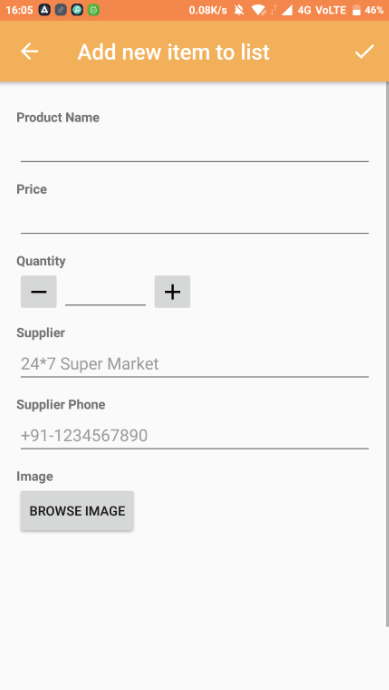 16:05 0.08K/s 4G VoLTE 46%
Add new item to list
Product Name
Price
Quantity
Supplier
24*7 Super Market
Supplier Phone
+91-1234567890
Image
BROWSE IMAGE